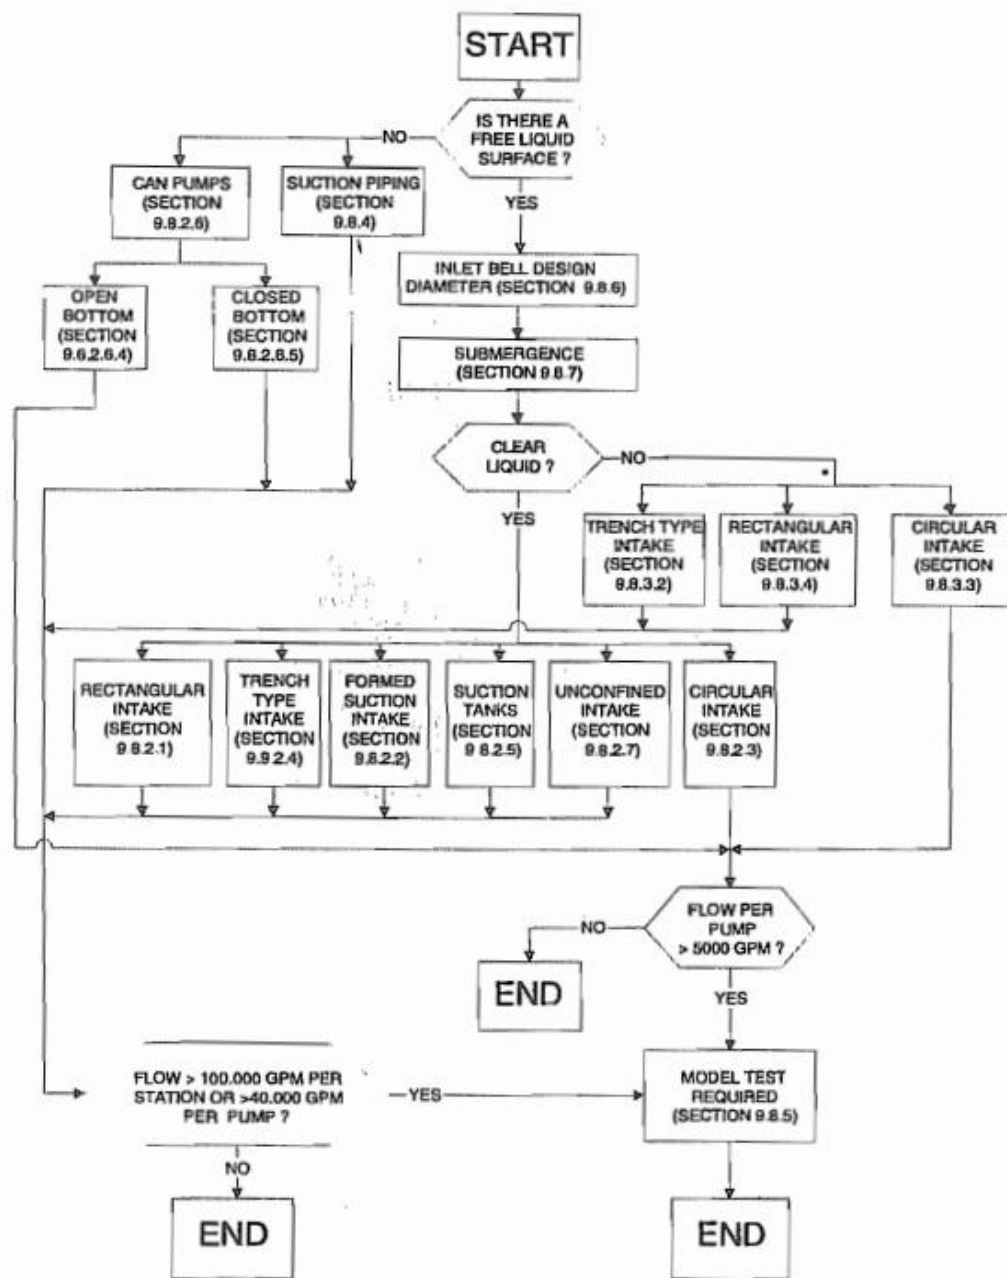 START
IS THERE A
FREE LIQUID
SURFACE ?
NO
YES
CAN PUMPS
(SECTION
9.8.2.6)
SUCTION PIPING
(SECTION
9.8.4)
INLET BELL DESIGN
DIAMETER (SECTION 9.8.6)
OPEN
BOTTOM
(SECTION
9.6.2.6.4)
CLOSED
BOTTOM
(SECTION
9.8.2.6.5)
SUBMERGENCE
(SECTION 9.8.7)
CLEAR
LIQUID ?
NO
*
YES
TRENCH TYPE
INTAKE
(SECTION
9.8.3.2)
RECTANGULAR
INTAKE
(SECTION
9.8.3.4)
CIRCULAR
INTAKE
(SECTION
9.8.3.3)
RECTANGULAR
INTAKE
(SECTION
9.8.2.1)
TRENCH
TYPE
INTAKE
(SECTION
9.9.2.4)
FORMED
SUCTION
INTAKE
(SECTION
9.8.2.2)
SUCTION
TANKS
(SECTION
9.8.2.5)
UNCONFINED
INTAKE
(SECTION
9.8.2.7)
CIRCULAR
INTAKE
(SECTION
9.8.2.3)
FLOW PER
PUMP
> 5000 GPM ?
NO
END
YES
FLOW > 100.000 GPM PER
STATION OR >40.000 GPM
PER PUMP ?
YES
MODEL TEST
REQUIRED
(SECTION 9.8.5)
NO
END
END